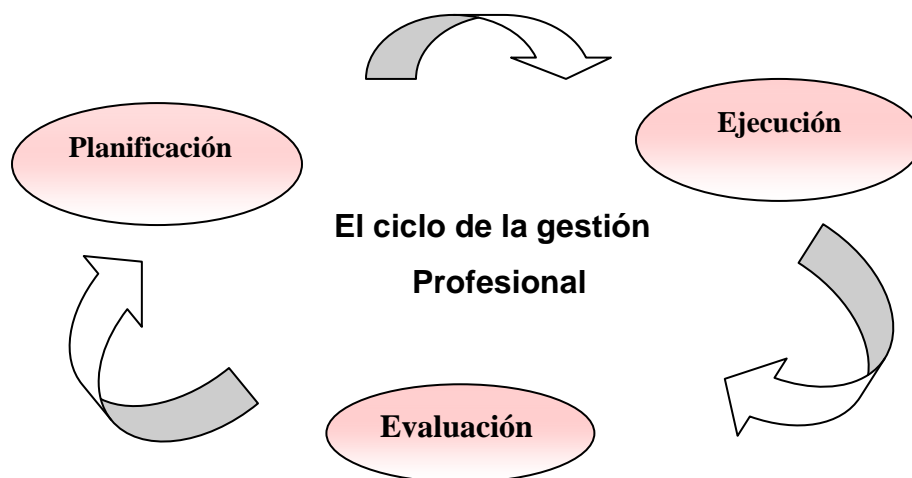 Planificación
Ejecución
El ciclo de la gestión
Profesional
Evaluación